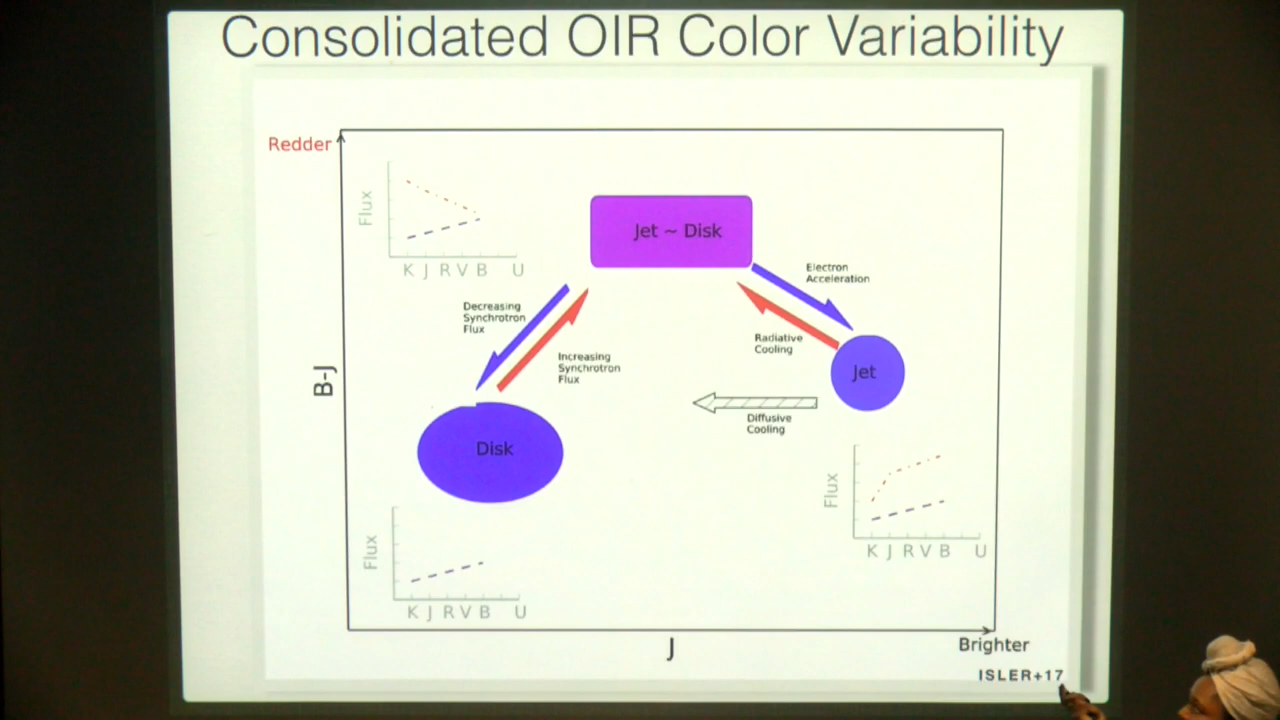 Consolidated OIR Color Variability
Redder
Flux
K J R V B U
Jet ~ Disk
Electron
Acceleration
Decreasing
Synchrotron
Flux
Increasing
Synchrotron
Flux
Radiative
Cooling
Jet
B-J
Diffusive
Cooling
Disk
Flux
K J R V B U
Flux
K J R V B U
J
Brighter
ISLER+17